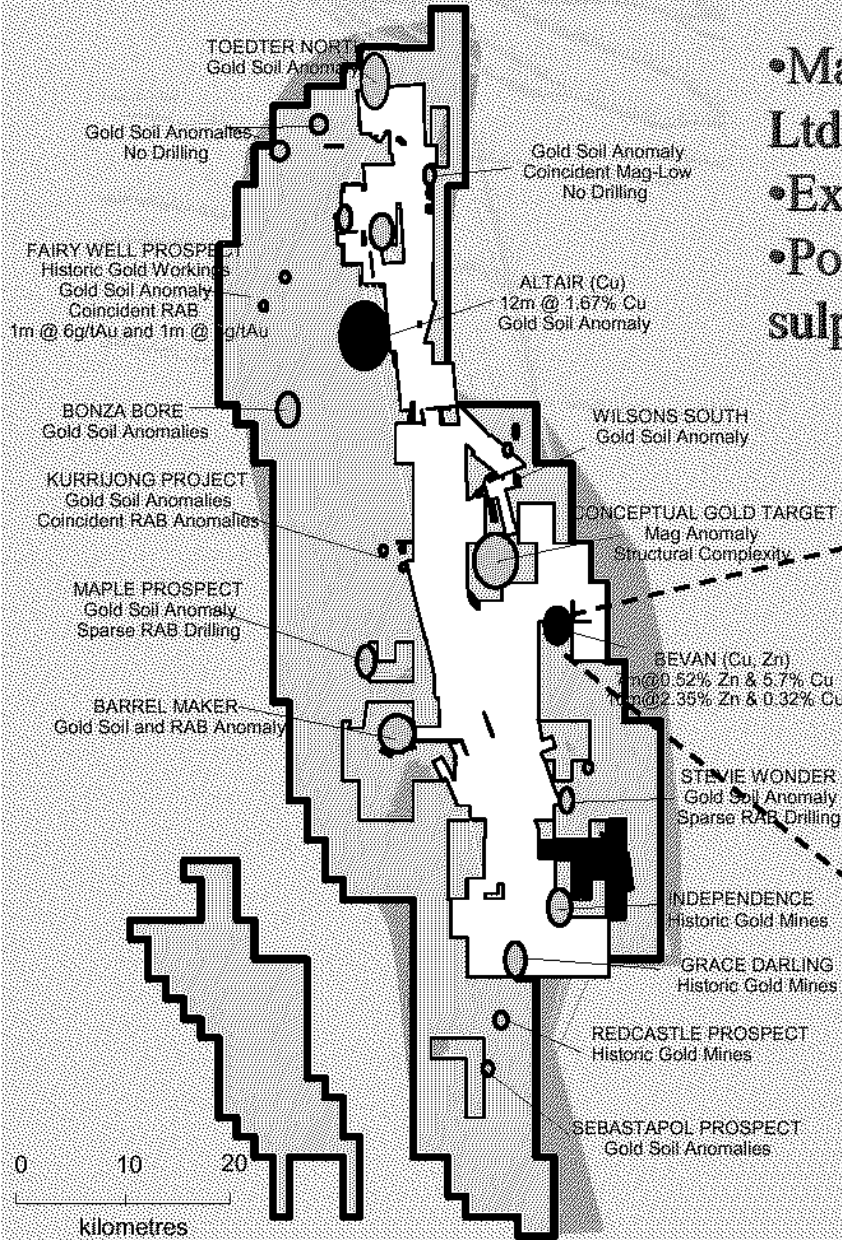 TOEDTER NORTH
Gold Soil Anomaly
Gold Soil Anomalies
No Drilling
Gold Soil Anomaly
Coincident Mag-Low
No Drilling
FAIRY WELL PROSPECT
Historic Gold Workings
Gold Soil Anomaly
Coincident RAB
1m @ 6g/tAu and 1m @ g/tAu
ALTAIR (Cu)
12m @ 1.67% Cu
Gold Soil Anomaly
BONZA BORE
Gold Soil Anomalies
WILSONS SOUTH
Gold Soil Anomaly
KURRIJONG PROJECT
Gold Soil Anomalies
Coincident RAB Anomalies
CONCEPTUAL GOLD TARGET
Mag Anomaly
Structural Complexity
MAPLE PROSPECT
Gold Soil Anomaly
Sparse RAB Drilling
BEVAN (Cu, Zn)
m@0.52% Zn & 5.7% Cu
m@2.35% Zn & 0.32% Cu
BARREL MAKER
Gold Soil and RAB Anomaly
STEVIE WONDER
Gold Soil Anomaly
Sparse RAB Drilling
INDEPENDENCE
Historic Gold Mines
GRACE DARLING
Historic Gold Mines
REDCASTLE PROSPECT
Historic Gold Mines
SEBASTAPOL PROSPECT
Gold Soil Anomalies
0 10 20
kilometres
•Ma
Ltd
•Ex
•Po
sulp